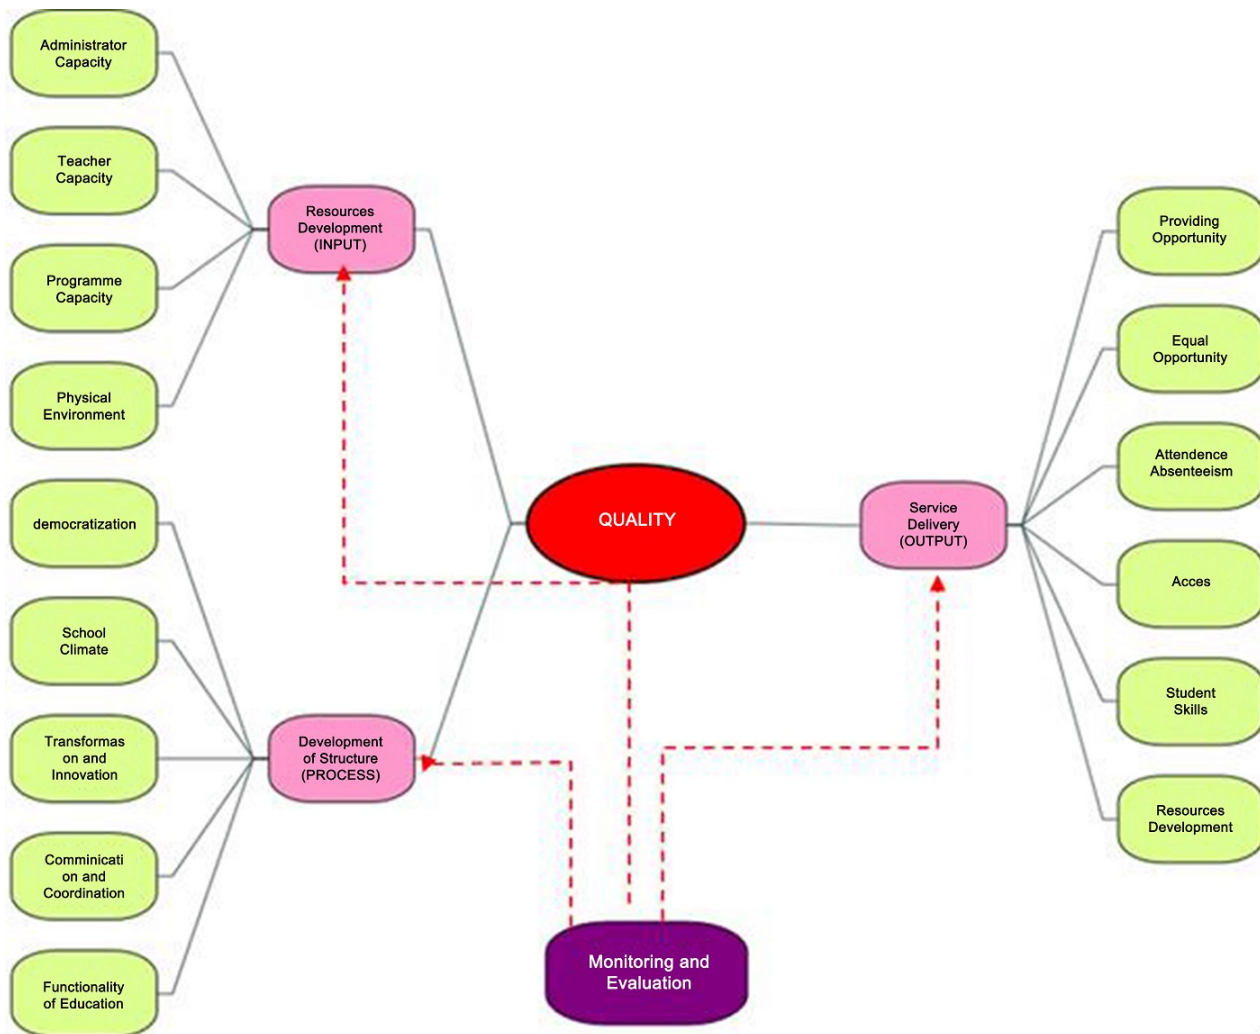 Administrator
Capacity
Teacher
Capacity
Programme
Capacity
Physical
Environment
democratization
School
Climate
Transformas
on and
Innovation
Comminicati
on and
Coordination
Functionality
of Education
Resources
Development
(INPUT)
Development
of Structure
(PROCESS)
QUALITY
Monitoring and
Evaluation
Service
Delivery
(OUTPUT)
Providing
Opportunity
Equal
Opportunity
Attendence
Absenteeism
Acces
Student
Skills
Resources
Development